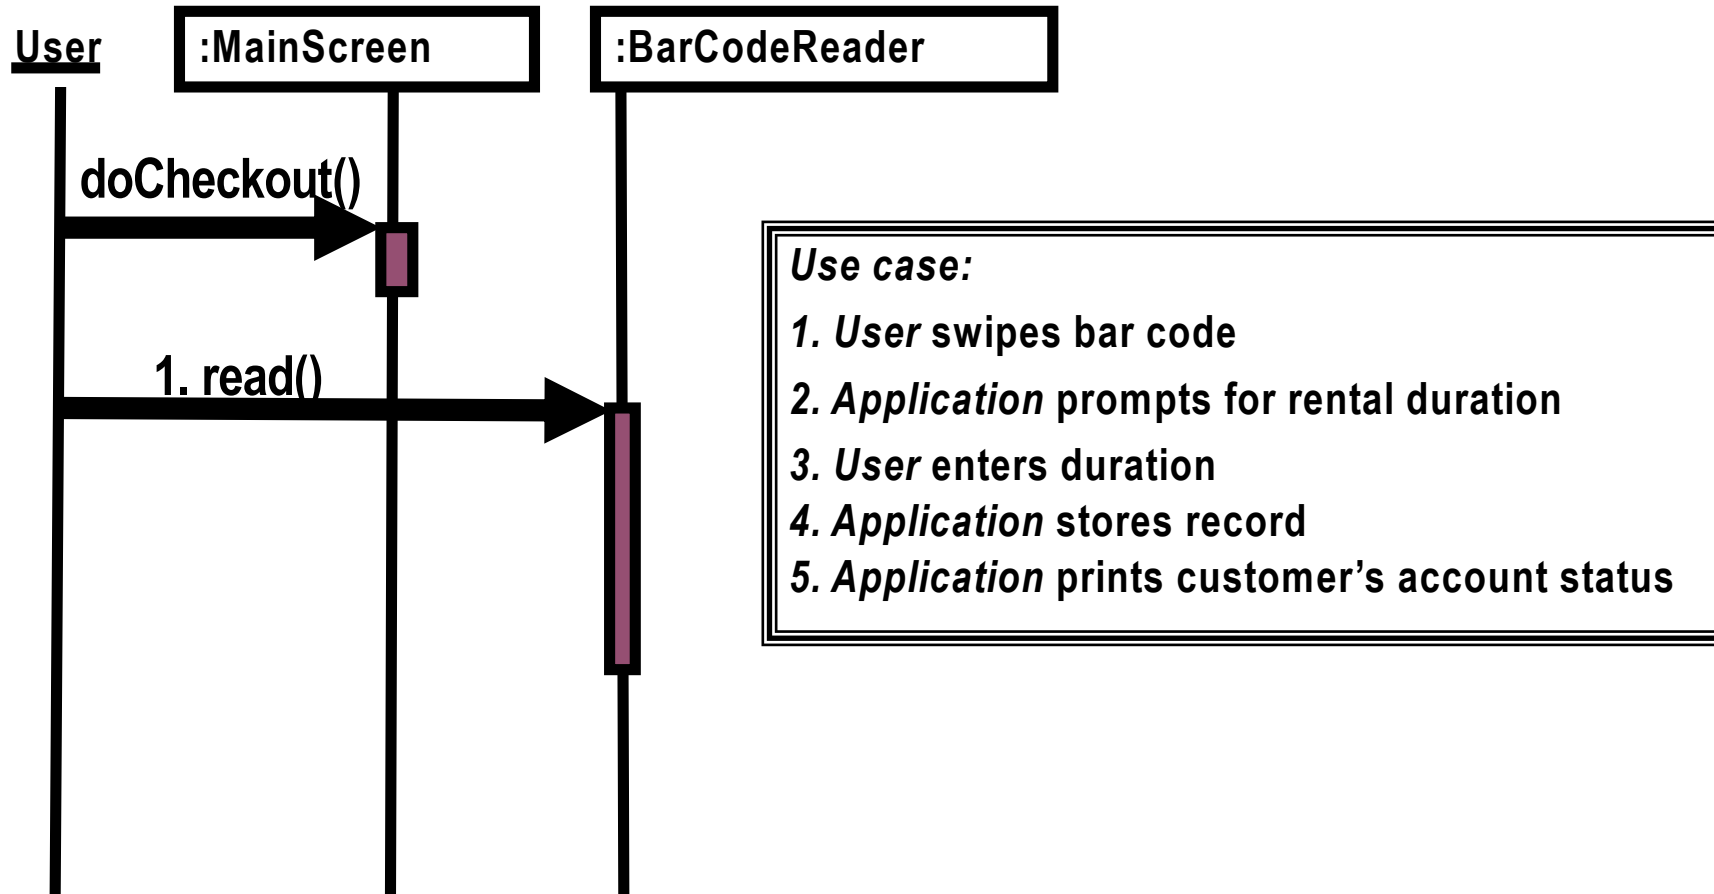 User
:MainScreen
:BarCodeReader
doCheckout()
1. read()
Use case:
1. User swipes bar code
2. Application prompts for rental duration
3. User enters duration
4. Application stores record
5. Application prints customer’s account status